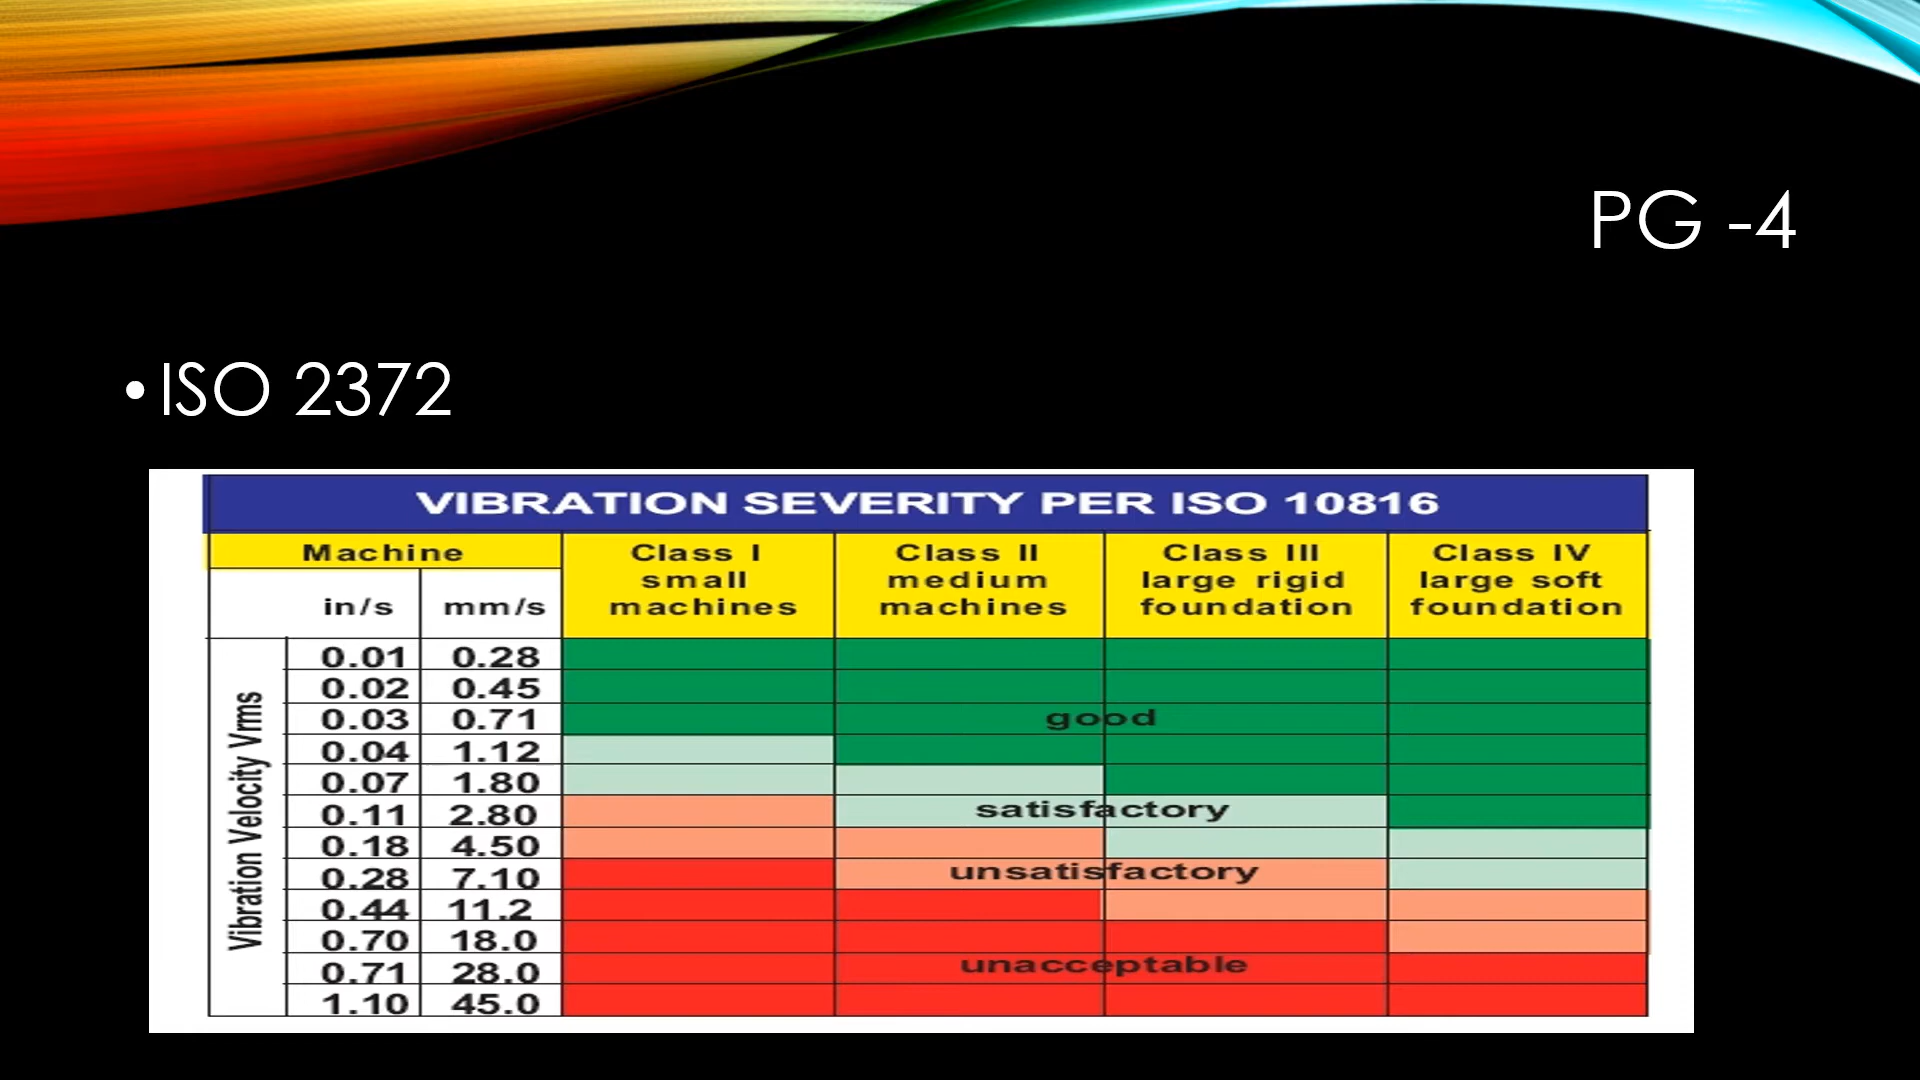 PG -4
• ISO 2372
VIBRATION SEVERITY PER ISO 10816
Machine
in/s mm/s
Class I
small
machines
Class II
medium
machines
Class III
large rigid
foundation
Class IV
large soft
foundation
Vibration Velocity Vrms
0.01 0.28
0.02 0.45
0.03 0.71 good
0.04 1.12
0.07 1.80
0.11 2.80 satisfactory
0.18 4.50
0.28 7.10 unsatisfactory
0.44 11.2
0.70 18.0
0.71 28.0 unacceptable
1.10 45.0